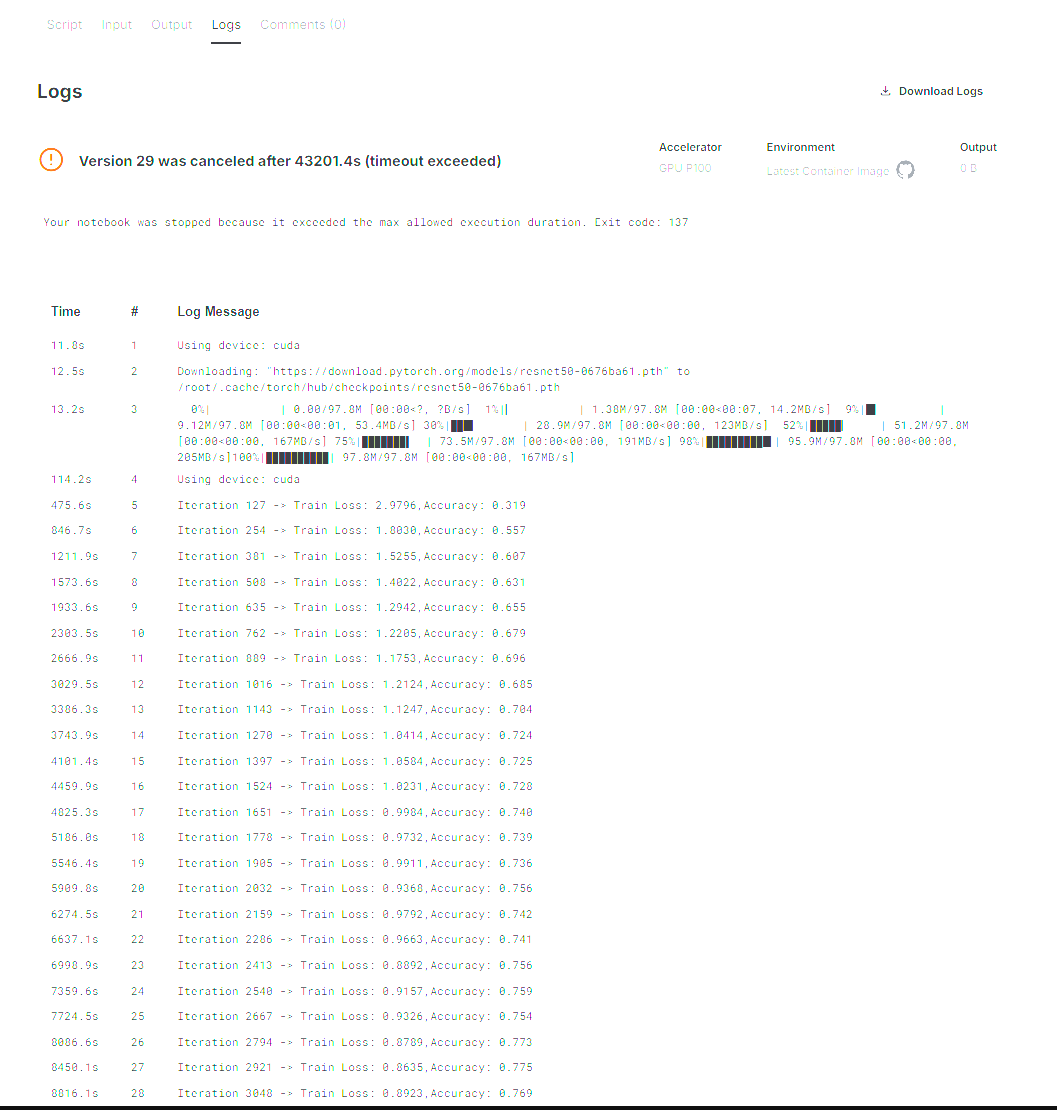 Script Input Output Logs Comments (0)
Logs
Download Logs
Version 29 was canceled after 43201.4s (timeout exceeded)
Accelerator
GPU P100
Environment
Latest Container Image
Output
0 B
Your notebook was stopped because it exceeded the max allowed execution duration. Exit code: 137
Time # Log Message
11.8s 1 Using device: cuda
12.5s 2 Downloading: "https://download.pytorch.org/models/resnet50-0676ba61.pth" to
/root/.cache/torch/hub/checkpoints/resnet50-0676ba61.pth
13.2s 3 0%| | 0.00/97.8M [00:00<?, ?B/s] 1%|▏ | 1.38M/97.8M [00:00<00:07, 14.2MB/s] 9%|▉ |
9.12M/97.8M [00:00<00:01, 53.4MB/s] 30%|██▉ | 28.9M/97.8M [00:00<00:00, 123MB/s] 52%|█████▏ | 51.2M/97.8M
[00:00<00:00, 167MB/s] 75%|███████▌ | 73.5M/97.8M [00:00<00:00, 191MB/s] 98%|█████████▊| 95.9M/97.8M [00:00<00:00,
205MB/s]100%|██████████| 97.8M/97.8M [00:00<00:00, 167MB/s]
114.2s 4 Using device: cuda
475.6s 5 Iteration 127 -> Train Loss: 2.9796,Accuracy: 0.319
846.7s 6 Iteration 254 -> Train Loss: 1.8030,Accuracy: 0.557
1211.9s 7 Iteration 381 -> Train Loss: 1.5255,Accuracy: 0.607
1573.6s 8 Iteration 508 -> Train Loss: 1.4022,Accuracy: 0.631
1933.6s 9 Iteration 635 -> Train Loss: 1.2942,Accuracy: 0.655
2303.5s 10 Iteration 762 -> Train Loss: 1.2205,Accuracy: 0.679
2666.9s 11 Iteration 889 -> Train Loss: 1.1753,Accuracy: 0.696
3029.5s 12 Iteration 1016 -> Train Loss: 1.2124,Accuracy: 0.685
3386.3s 13 Iteration 1143 -> Train Loss: 1.1247,Accuracy: 0.704
3743.9s 14 Iteration 1270 -> Train Loss: 1.0414,Accuracy: 0.724
4101.4s 15 Iteration 1397 -> Train Loss: 1.0584,Accuracy: 0.725
4459.9s 16 Iteration 1524 -> Train Loss: 1.0231,Accuracy: 0.728
4825.3s 17 Iteration 1651 -> Train Loss: 0.9984,Accuracy: 0.740
5186.0s 18 Iteration 1778 -> Train Loss: 0.9732,Accuracy: 0.739
5546.4s 19 Iteration 1905 -> Train Loss: 0.9911,Accuracy: 0.736
5909.8s 20 Iteration 2032 -> Train Loss: 0.9368,Accuracy: 0.756
6274.5s 21 Iteration 2159 -> Train Loss: 0.9792,Accuracy: 0.742
6637.1s 22 Iteration 2286 -> Train Loss: 0.9663,Accuracy: 0.741
6998.9s 23 Iteration 2413 -> Train Loss: 0.8892,Accuracy: 0.756
7359.6s 24 Iteration 2540 -> Train Loss: 0.9157,Accuracy: 0.759
7724.5s 25 Iteration 2667 -> Train Loss: 0.9326,Accuracy: 0.754
8086.6s 26 Iteration 2794 -> Train Loss: 0.8789,Accuracy: 0.773
8450.1s 27 Iteration 2921 -> Train Loss: 0.8635,Accuracy: 0.775
8816.1s 28 Iteration 3048 -> Train Loss: 0.8923,Accuracy: 0.769